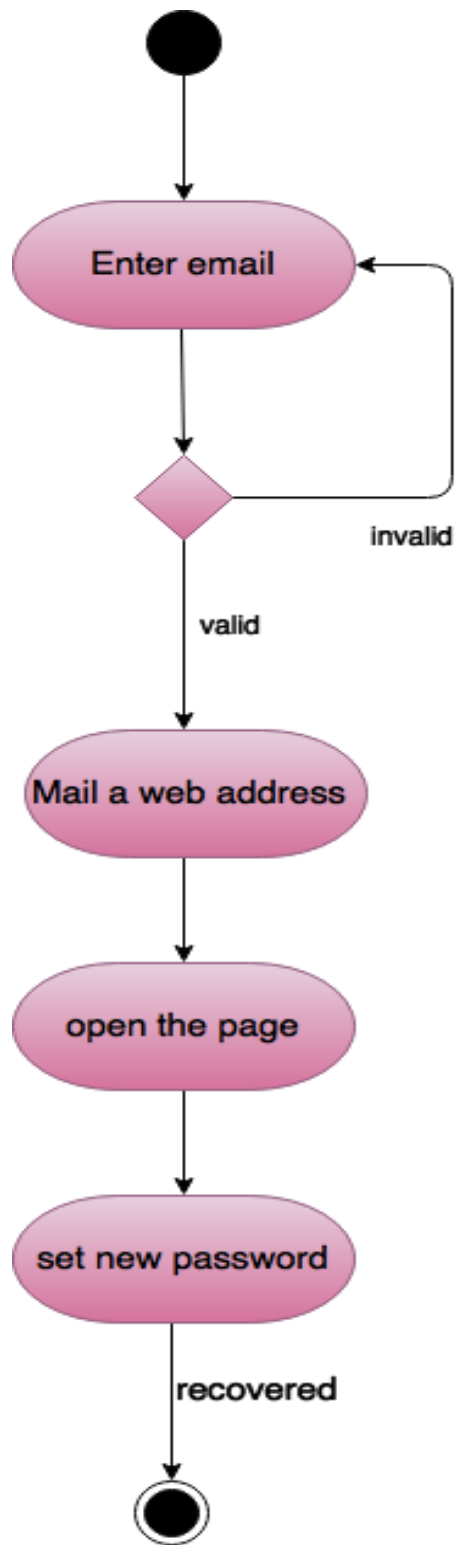 Enter email
invalid
valid
Mail a web address
open the page
set new password
recovered